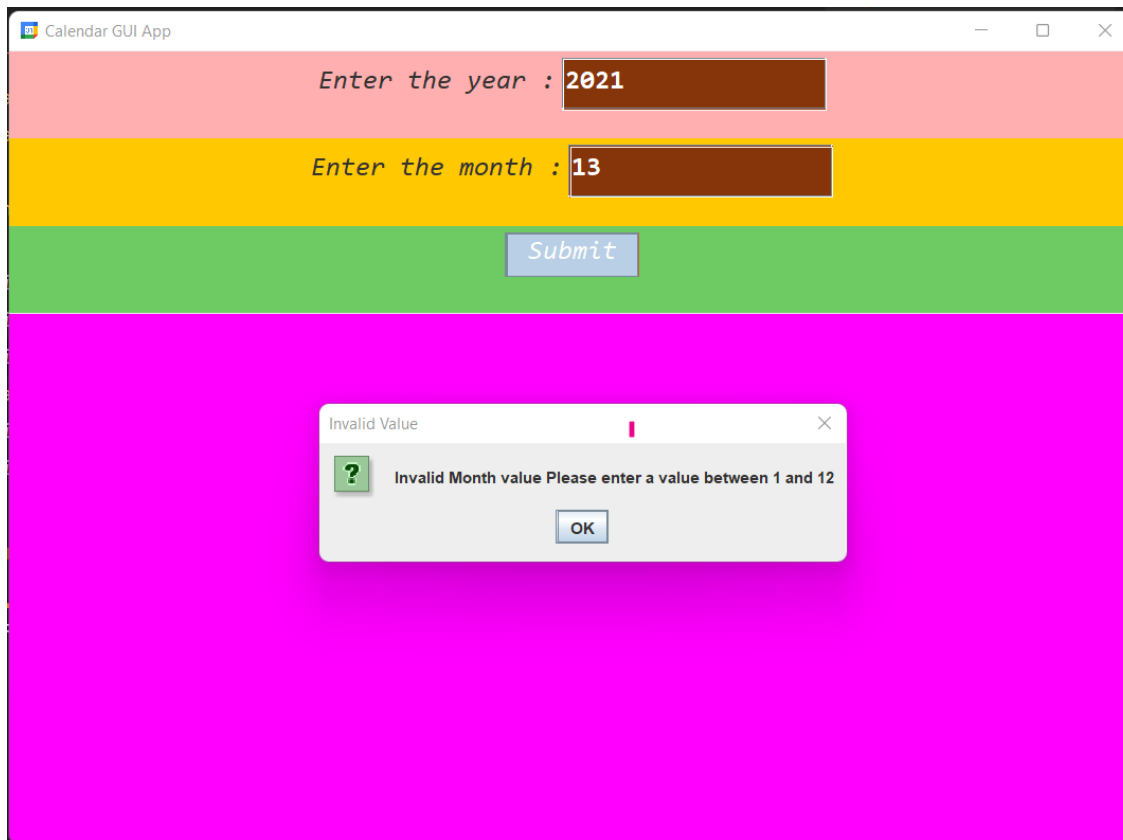 Calendar GUI App
Enter the year : 2021
Enter the month : 13
Submit
Invalid Value
? Invalid Month value Please enter a value between 1 and 12
OK